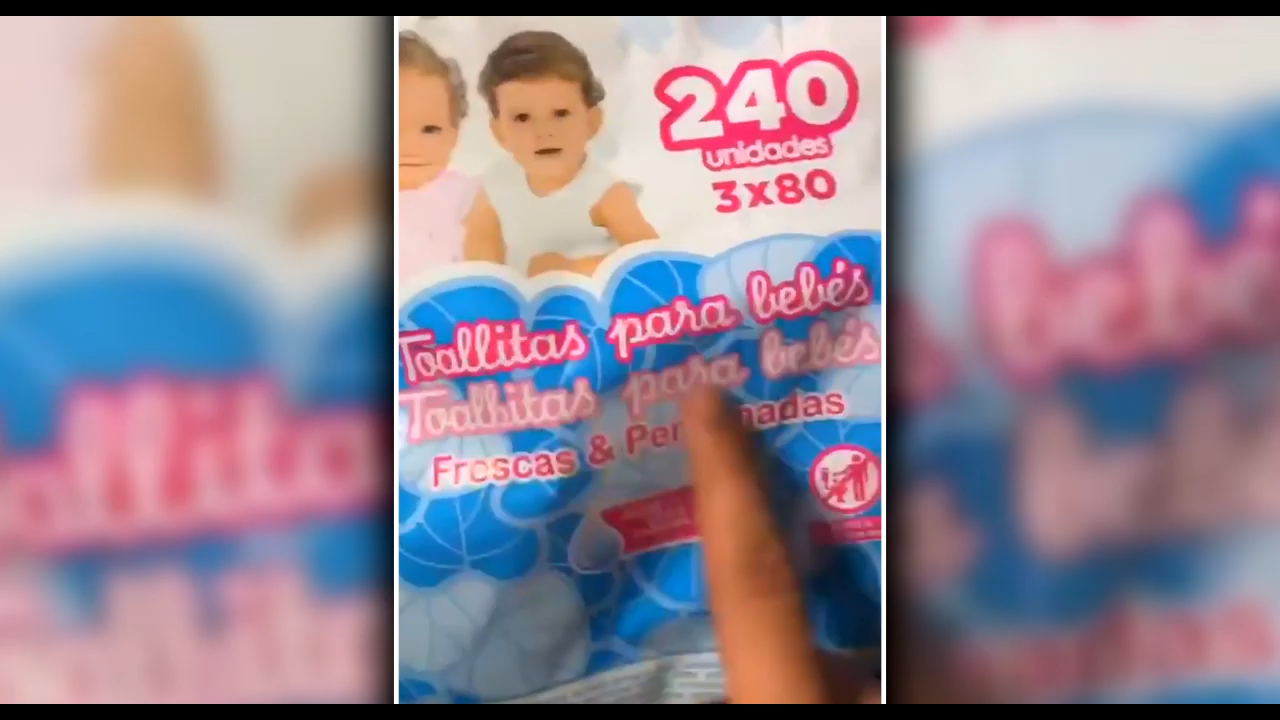 240
unidades
3x80
Toallitas para bebés
Toallitas para bebés
Frescas &